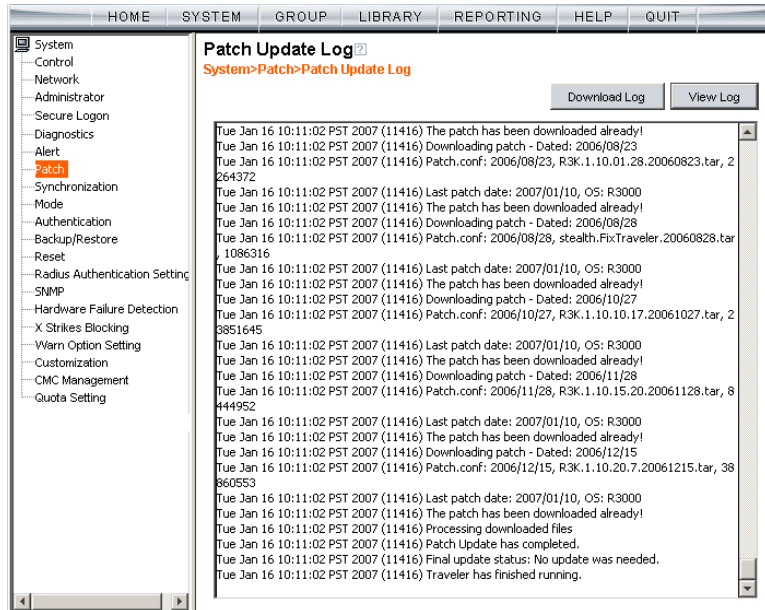 HOME SYSTEM GROUP LIBRARY REPORTING HELP QUIT
System
Control
Network
Administrator
Secure Logon
Diagnostics
Alert
Patch
Synchronization
Mode
Authentication
Backup/Restore
Reset
Radius Authentication Setting
SNMP
Hardware Failure Detection
X Strikes Blocking
Warn Option Setting
Customization
CMC Management
Quota Setting
Patch Update Log?
System>Patch>Patch Update Log
Download Log View Log
Tue Jan 16 10:11:02 PST 2007 (11416) The patch has been downloaded already!
Tue Jan 16 10:11:02 PST 2007 (11416) Downloading patch - Dated: 2006/08/23
Tue Jan 16 10:11:02 PST 2007 (11416) Patch.conf: 2006/08/23, R3K.1.10.01.28.20060823.tar, 2
264372
Tue Jan 16 10:11:02 PST 2007 (11416) Last patch date: 2007/01/10, OS: R3000
Tue Jan 16 10:11:02 PST 2007 (11416) The patch has been downloaded already!
Tue Jan 16 10:11:02 PST 2007 (11416) Downloading patch - Dated: 2006/08/28
Tue Jan 16 10:11:02 PST 2007 (11416) Patch.conf: 2006/08/28, stealth.FixTraveler.20060828.tar
, 1086316
Tue Jan 16 10:11:02 PST 2007 (11416) Last patch date: 2007/01/10, OS: R3000
Tue Jan 16 10:11:02 PST 2007 (11416) The patch has been downloaded already!
Tue Jan 16 10:11:02 PST 2007 (11416) Downloading patch - Dated: 2006/10/27
Tue Jan 16 10:11:02 PST 2007 (11416) Patch.conf: 2006/10/27, R3K.1.10.10.17.20061027.tar, 2
3851645
Tue Jan 16 10:11:02 PST 2007 (11416) Last patch date: 2007/01/10, OS: R3000
Tue Jan 16 10:11:02 PST 2007 (11416) The patch has been downloaded already!
Tue Jan 16 10:11:02 PST 2007 (11416) Downloading patch - Dated: 2006/11/28
Tue Jan 16 10:11:02 PST 2007 (11416) Patch.conf: 2006/11/28, R3K.1.10.15.20.20061128.tar, 8
444952
Tue Jan 16 10:11:02 PST 2007 (11416) Last patch date: 2007/01/10, OS: R3000
Tue Jan 16 10:11:02 PST 2007 (11416) The patch has been downloaded already!
Tue Jan 16 10:11:02 PST 2007 (11416) Downloading patch - Dated: 2006/12/15
Tue Jan 16 10:11:02 PST 2007 (11416) Patch.conf: 2006/12/15, R3K.1.10.20.7.20061215.tar, 38
860553
Tue Jan 16 10:11:02 PST 2007 (11416) Last patch date: 2007/01/10, OS: R3000
Tue Jan 16 10:11:02 PST 2007 (11416) The patch has been downloaded already!
Tue Jan 16 10:11:02 PST 2007 (11416) Processing downloaded files
Tue Jan 16 10:11:02 PST 2007 (11416) Patch Update has completed.
Tue Jan 16 10:11:02 PST 2007 (11416) Final update status: No update was needed.
Tue Jan 16 10:11:02 PST 2007 (11416) Traveler has finished running.